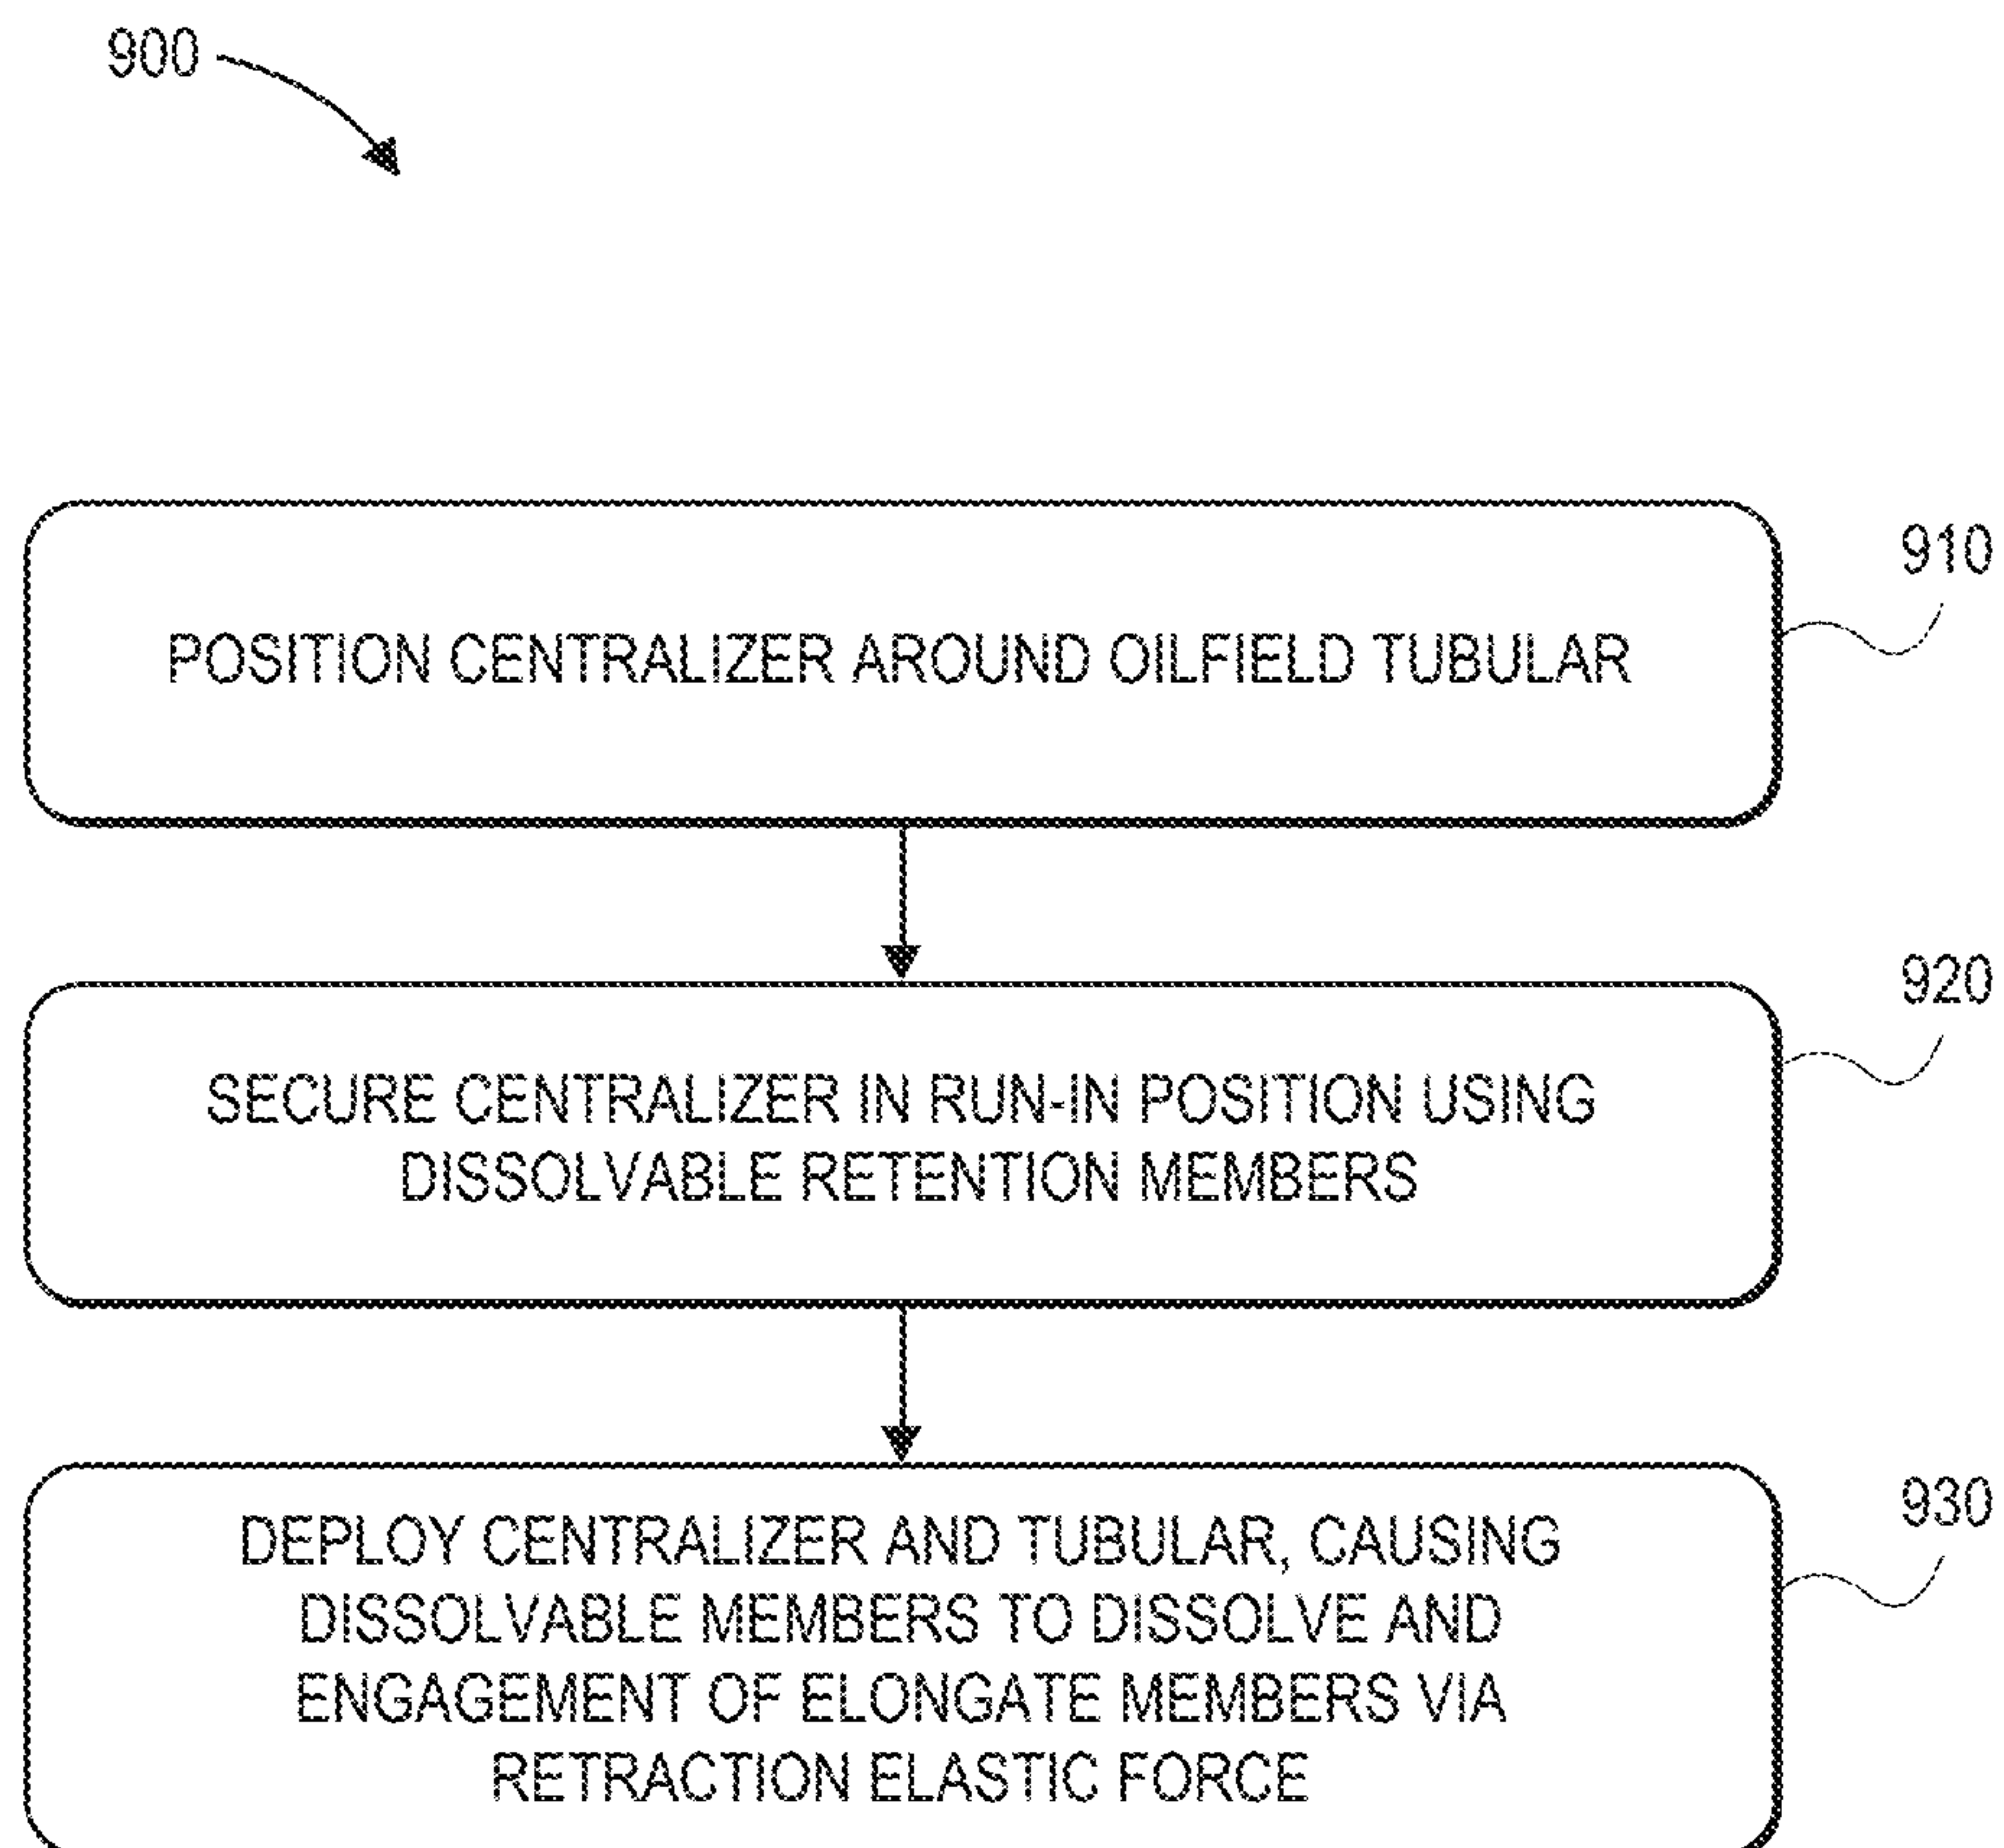 900
910
POSITION CENTRALIZER AROUND OILFIELD TUBULAR
920
SECURE CENTRALIZER IN RUN-IN POSITION USING
DISSOLVABLE RETENTION MEMBERS
930
DEPLOY CENTRALIZER AND TUBULAR, CAUSING
DISSOLVABLE MEMBERS TO DISSOLVE AND
ENGAGEMENT OF ELONGATE MEMBERS VIA
RETRACTION ELASTIC FORCE